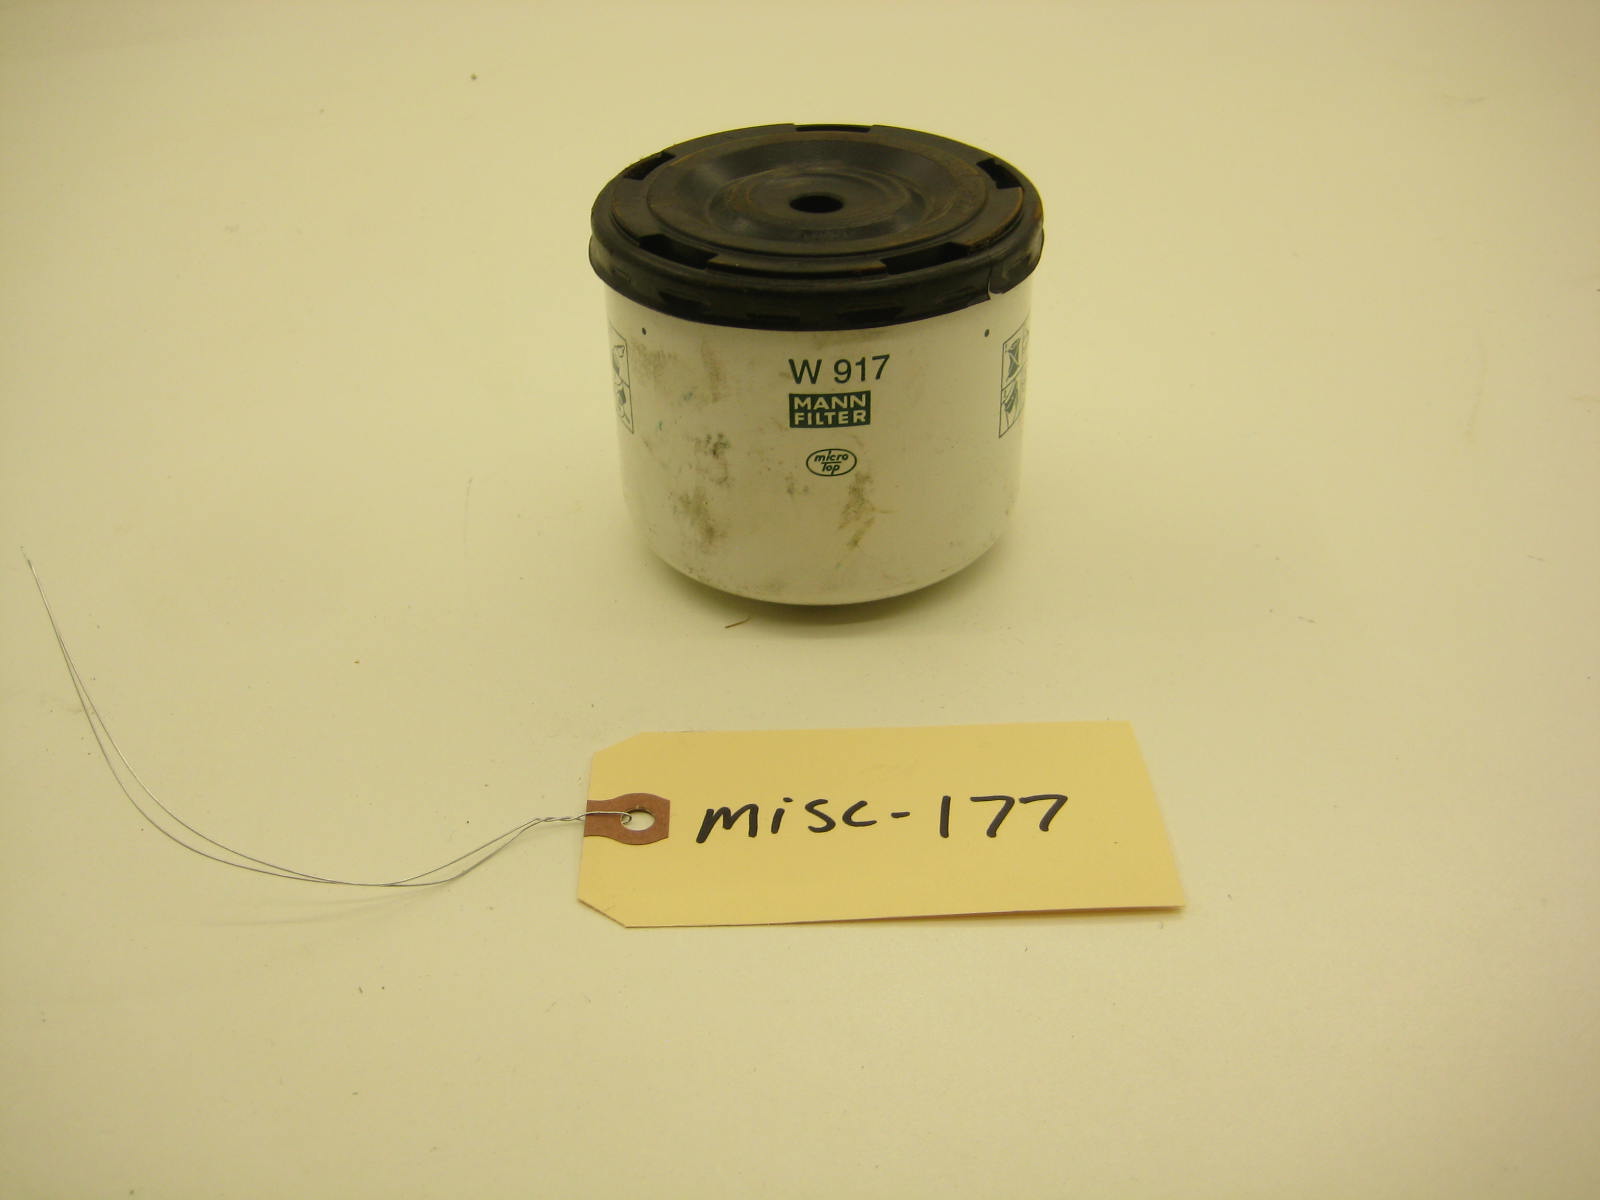 W 917
MANN
FILTER
micro
Top
misc-177